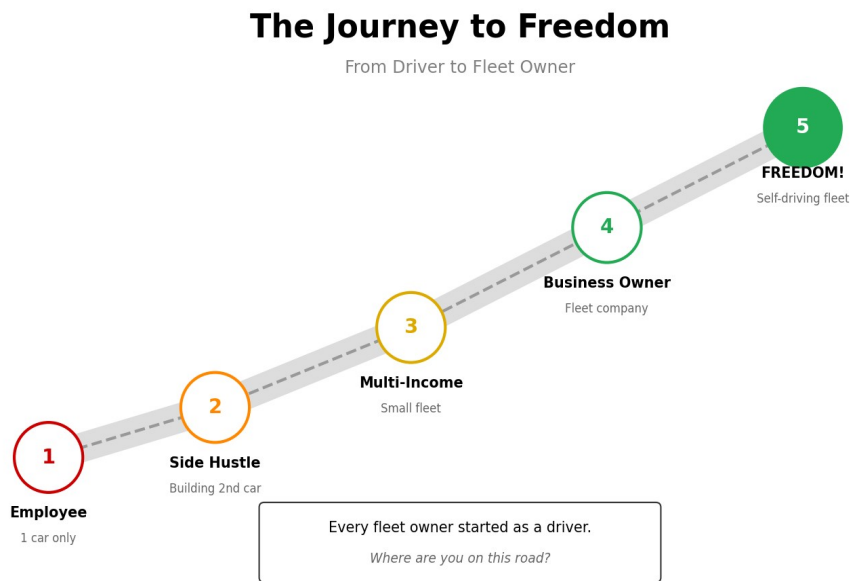 The Journey to Freedom
From Driver to Fleet Owner
5
FREEDOM!
Self-driving fleet
4
Business Owner
Fleet company
3
Multi-Income
Small fleet
2
Side Hustle
Building 2nd car
1
Employee
1 car only
Every fleet owner started as a driver.
Where are you on this road?